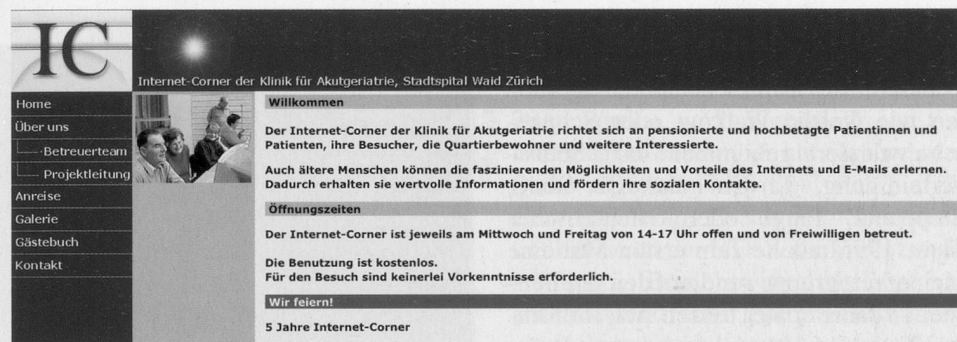 IC
Internet-Corner der Klinik für Akutgeriatrie, Stadtspital Waid Zürich
Home
Über uns
Betreuerteam
Projektleitung
Anreise
Galerie
Gästebuch
Kontakt
Willkommen
Der Internet-Corner der Klinik für Akutgeriatrie richtet sich an pensionierte und hochbetagte Patientinnen und
Patienten, ihre Besucher, die Quartierbewohner und weitere Interessierte.
Auch ältere Menschen können die faszinierenden Möglichkeiten und Vorteile des Internets und E-Mails erlernen.
Dadurch erhalten sie wertvolle Informationen und fördern ihre sozialen Kontakte.
Öffnungszeiten
Der Internet-Corner ist jeweils am Mittwoch und Freitag von 14-17 Uhr offen und von Freiwilligen betreut.
Die Benutzung ist kostenlos.
Für den Besuch sind keinerlei Vorkenntnisse erforderlich.
Wir feiern!
5 Jahre Internet-Corner